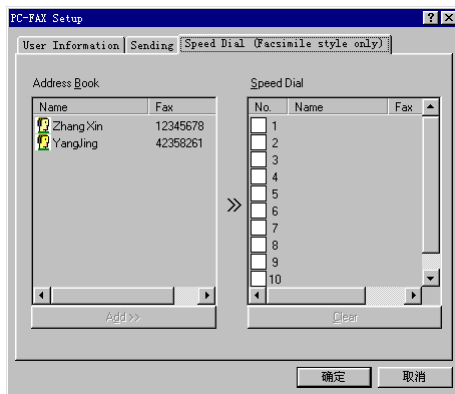 PC-FAX Setup
User Information Sending Speed Dial (Facsimile style only)
Address Book
Name Fax
Zhang Xin 12345678
YangJing 42358261
Add >>
Speed Dial
No. Name Fax
1
2
3
4
5
6
7
8
9
10
Clear
确定 取消